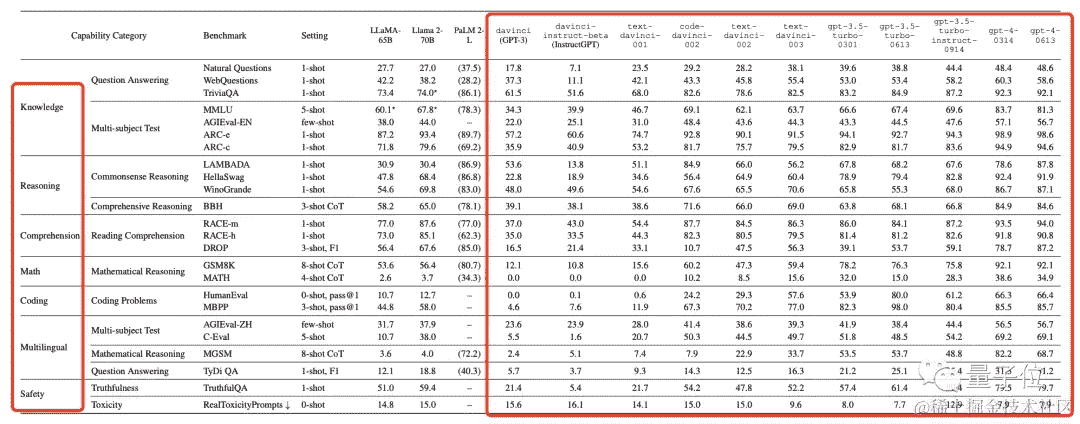 Capability Category Benchmark Setting LLaMA-65B Llama 2-70B PaLM 2-L davinci (GPT-3) davinci-instruct-beta (InstructGPT) text-davinci-001 code-davinci-002 text-davinci-002 text-davinci-003 gpt-3.5-turbo-0301 gpt-3.5-turbo-0613 gpt-3.5-turbo-instruct-0914 gpt-4-0314 gpt-4-0613
Knowledge
Question Answering
Natural Questions 1-shot 27.7 27.0 (37.5) 17.8 7.1 23.5 29.2 28.2 38.1 39.6 38.8 44.4 48.4 48.6
WebQuestions 1-shot 42.2 38.2 (28.2) 37.3 11.1 42.1 43.3 45.8 55.4 53.0 53.4 58.2 60.3 58.6
TriviaQA 1-shot 73.4 74.0* (86.1) 61.5 51.6 68.0 82.6 78.6 82.5 83.2 84.9 87.2 92.3 92.1
Multi-subject Test
MMLU 5-shot 60.1* 67.8* (78.3) 34.3 39.9 46.7 69.1 62.1 63.7 66.6 67.4 69.6 83.7 81.3
AGIEval-EN few-shot 38.0 44.0 – 22.0 25.1 31.0 48.4 43.6 44.3 43.3 44.5 47.6 57.1 56.7
ARC-e 1-shot 87.2 93.4 (89.7) 57.2 60.6 74.7 92.8 90.1 91.5 94.1 92.7 94.3 98.9 98.6
ARC-c 1-shot 71.8 79.6 (69.2) 35.9 40.9 53.2 81.7 75.7 79.5 82.9 81.7 83.6 94.9 94.6
Reasoning
Commonsense Reasoning
LAMBADA 1-shot 30.9 30.4 (86.9) 53.6 13.8 51.1 84.9 66.0 56.2 67.8 68.2 67.6 78.6 87.8
HellaSwag 1-shot 47.8 68.4 (86.8) 22.8 18.9 34.6 56.4 64.9 60.4 78.9 79.4 82.8 92.4 91.9
WinoGrande 1-shot 54.6 69.8 (83.0) 48.0 49.6 54.6 67.6 65.5 70.6 65.8 55.3 68.0 86.7 87.1
Comprehensive Reasoning BBH 3-shot CoT 58.2 65.0 (78.1) 39.1 38.1 38.6 71.6 66.0 69.0 63.8 68.1 66.8 84.9 84.6
Comprehension
Reading Comprehension
RACE-m 1-shot 77.0 87.6 (77.0) 37.0 43.0 54.4 87.7 84.5 86.3 86.0 84.1 87.2 93.5 94.0
RACE-h 1-shot 73.0 85.1 (62.3) 35.0 33.5 44.3 82.3 80.5 79.5 81.4 81.2 82.6 91.8 90.8
DROP 3-shot, F1 56.4 67.6 (85.0) 16.5 21.4 33.1 10.7 47.5 56.3 39.1 53.7 59.1 78.7 87.2
Math
Mathematical Reasoning
GSM8K 8-shot CoT 53.6 56.4 (80.7) 12.1 10.8 15.6 60.2 47.3 59.4 78.2 76.3 75.8 92.1 92.1
MATH 4-shot CoT 2.6 3.7 (34.3) 0.0 0.0 0.0 10.2 8.5 15.6 32.0 15.0 28.3 38.6 34.9
Coding
Coding Problems
HumanEval 0-shot, pass@1 10.7 12.7 – 0.0 0.1 0.6 24.2 29.3 57.6 53.9 80.0 61.2 66.3 66.4
MBPP 3-shot, pass@1 44.8 58.0 – 4.6 7.6 11.9 67.3 70.2 77.0 82.3 98.0 80.4 85.5 85.7
Multilingual
Multi-subject Test
AGIEval-ZH few-shot 31.7 37.9 – 23.6 23.9 28.0 41.4 38.6 39.3 41.9 38.4 44.4 56.5 56.7
C-Eval 5-shot 10.7 38.0 – 5.5 1.6 20.7 50.3 44.5 49.7 51.8 48.5 54.2 69.2 69.1
Mathematical Reasoning MGSM 8-shot CoT 3.6 4.0 (72.2) 2.4 5.1 7.4 7.9 22.9 33.7 53.5 53.7 48.8 82.2 68.7
Question Answering TyDi QA 1-shot, F1 12.1 18.8 (40.3) 5.7 3.7 9.3 14.3 12.5 16.3 21.2 25.1
Safety
Truthfulness TruthfulQA 1-shot 51.0 59.4 – 21.4 5.4 21.7 54.2 47.8 52.2 57.4 61.4
Toxicity RealToxicityPrompts ↓ 0-shot 14.8 15.0 – 15.6 16.1 14.1 15.0 15.0 9.6 8.0 7.7 12.9 7.9 7.9
量子位
@稀土掘金技术社区